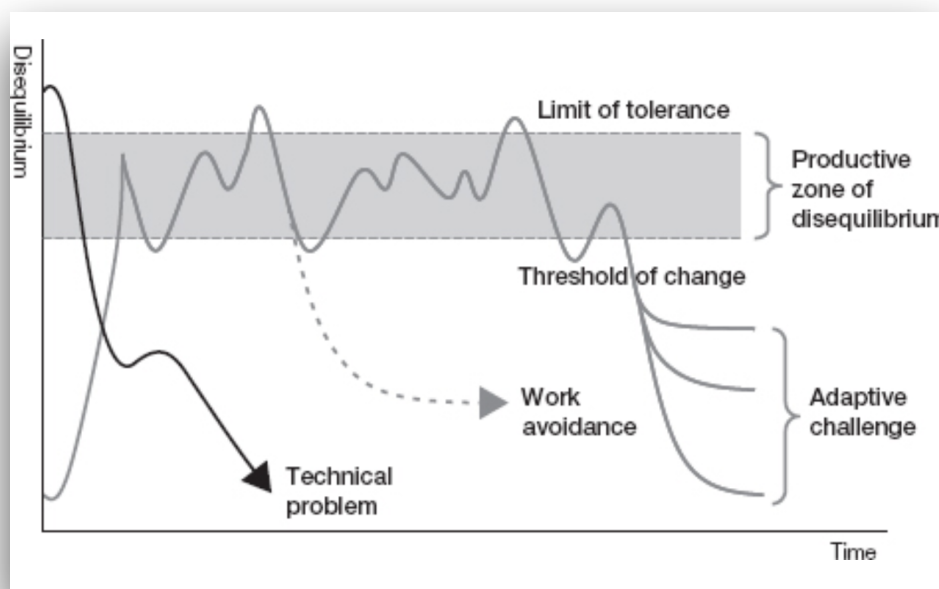 Disequilibrium
Limit of tolerance
Productive
zone of
disequilibrium
Threshold of change
Work
avoidance
Adaptive
challenge
Technical
problem
Time